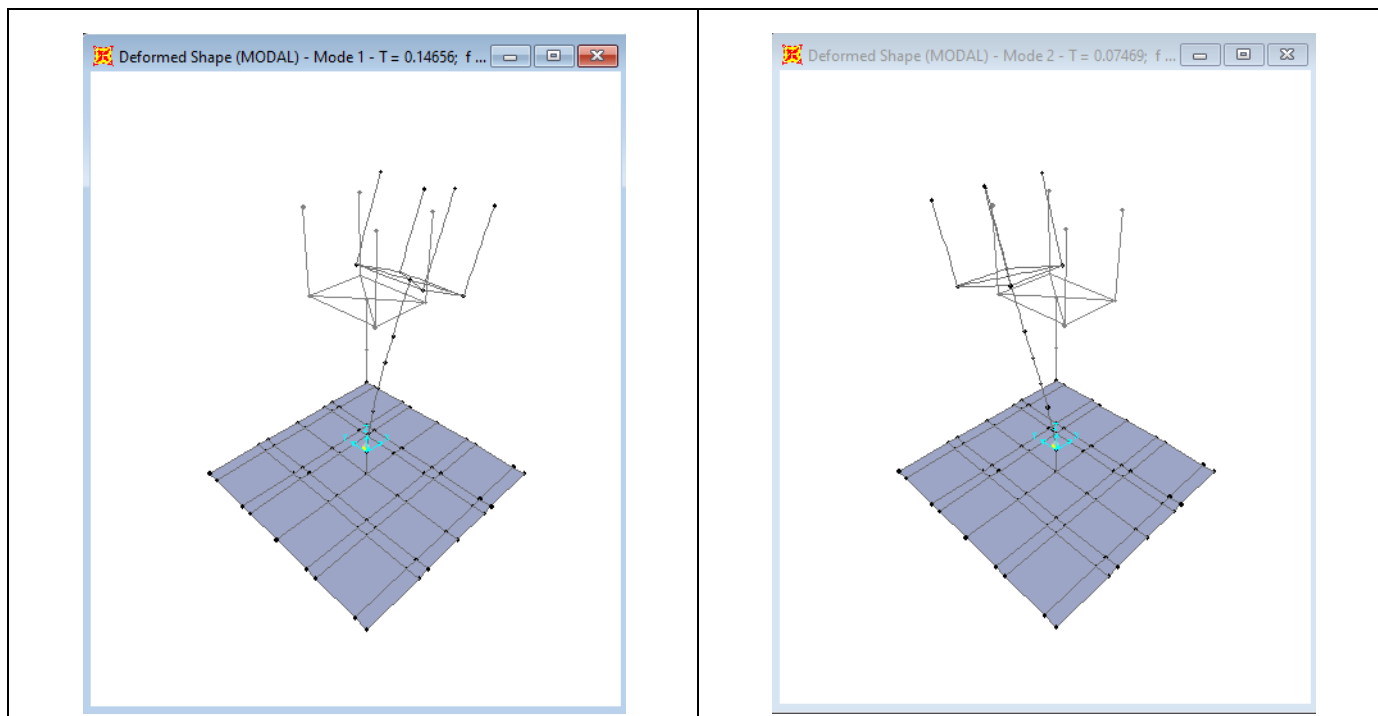 Deformed Shape (MODAL) - Mode 1 - T = 0.14656; f ...
Deformed Shape (MODAL) - Mode 2 - T = 0.07469; f ...